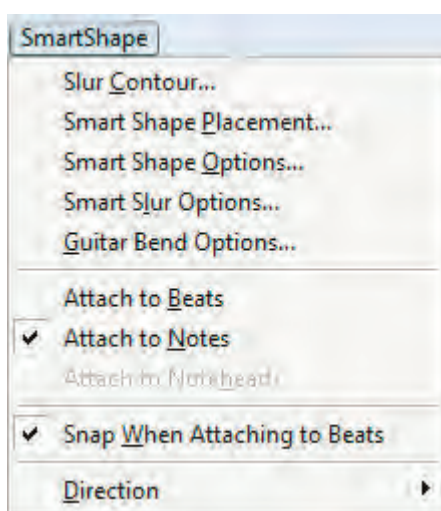 SmartShape
Slur Contour...
Smart Shape Placement...
Smart Shape Options...
Smart Slur Options...
Guitar Bend Options...
Attach to Beats
Attach to Notes
Attach to Noteheads
Snap When Attaching to Beats
Direction